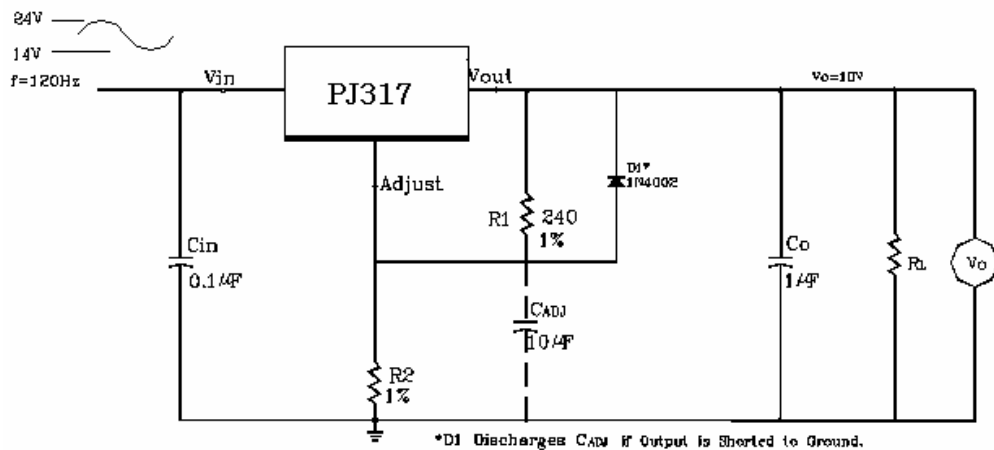 24V
14V
f=120Hz
Vin
PJ317
Vout
Vo=10V
Adjust
D1*
1N4002
R1
240
1%
Cin
0.1μF
CADJ
10μF
Co
1μF
RL
Vo
R2
1%
*D1 Discharges CADJ if Output is Shorted to Ground.